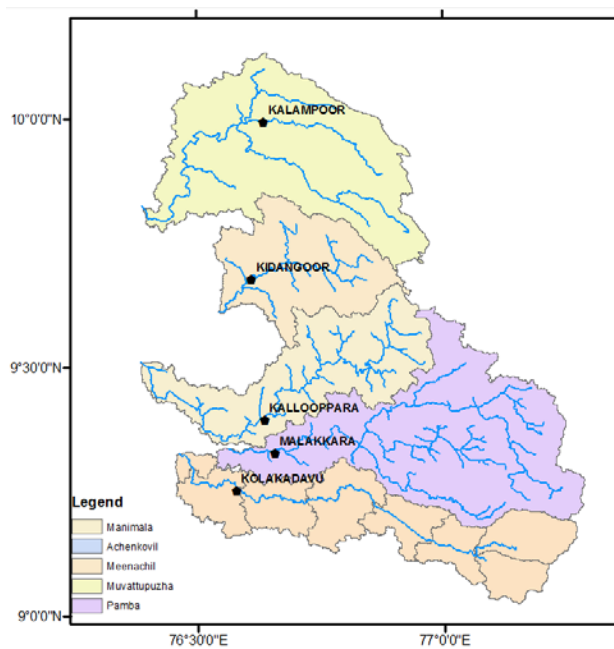 10°0'0"N
KALAMPOOR
KIDANGOOR
9°30'0"N
KALLOOPPARA
MALAKKARA
KOLAKADAVU
Legend
Manimala
Achenkovil
Meenachil
Muvattupuzha
Pamba
9°0'0"N
76°30'0"E
77°0'0"E